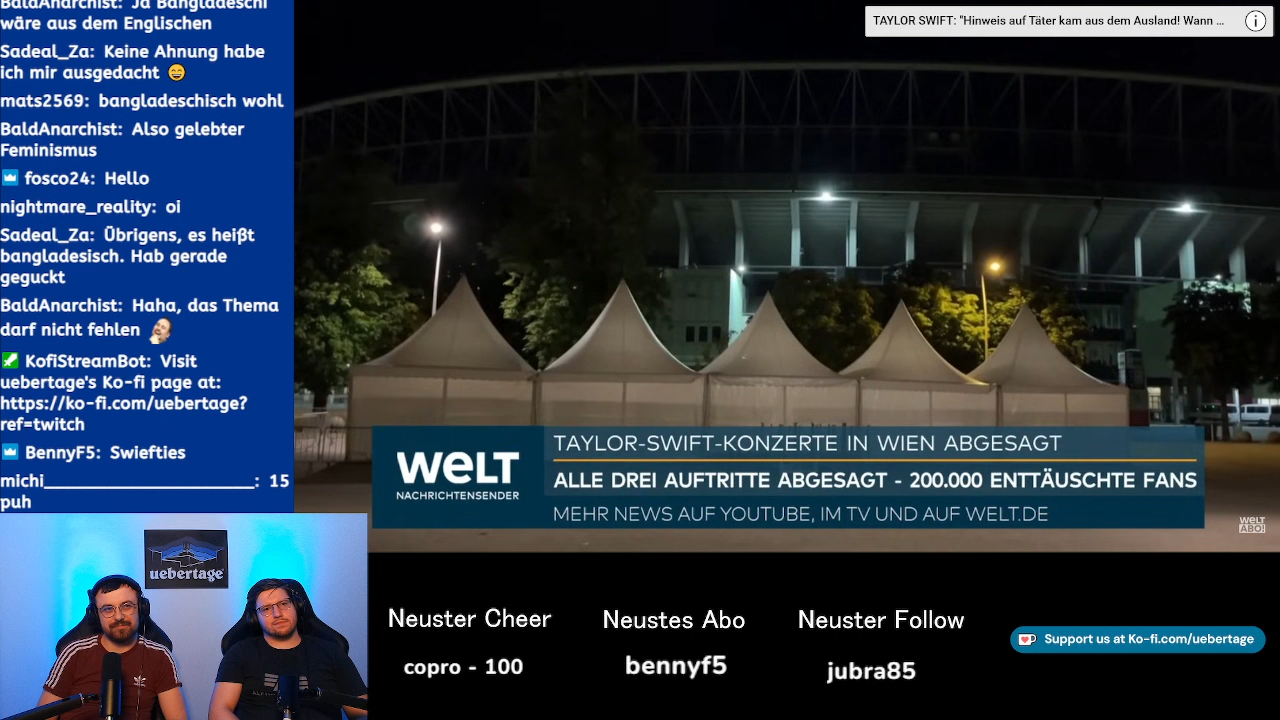 BaldAnarchist: Ja Bangladeschi
wäre aus dem Englischen
Sadeal_Za: Keine Ahnung habe
ich mir ausgedacht 😄
mats2569: bangladeschisch wohl
BaldAnarchist: Also gelebter
Feminismus
fosco24: Hello
nightmare_reality: oi
Sadeal_Za: Übrigens, es heißt
bangladesisch. Hab gerade
geguckt
BaldAnarchist: Haha, das Thema
darf nicht fehlen
KofiStreamBot: Visit
uebertage's Ko-fi page at:
https://ko-fi.com/uebertage?
ref=twitch
BennyF5: Swiefties
michi____________________: 15
puh
TAYLOR SWIFT: "Hinweis auf Täter kam aus dem Ausland! Wann ...
WELT
NACHRICHTENSENDER
TAYLOR-SWIFT-KONZERTE IN WIEN ABGESAGT
ALLE DREI AUFTRITTE ABGESAGT - 200.000 ENTTÄUSCHTE FANS
MEHR NEWS AUF YOUTUBE, IM TV UND AUF WELT.DE
WELT
ABO!
uebertage
adidas
Neuster Cheer
copro - 100
Neustes Abo
bennyf5
Neuster Follow
jubra85
Support us at Ko-fi.com/uebertage